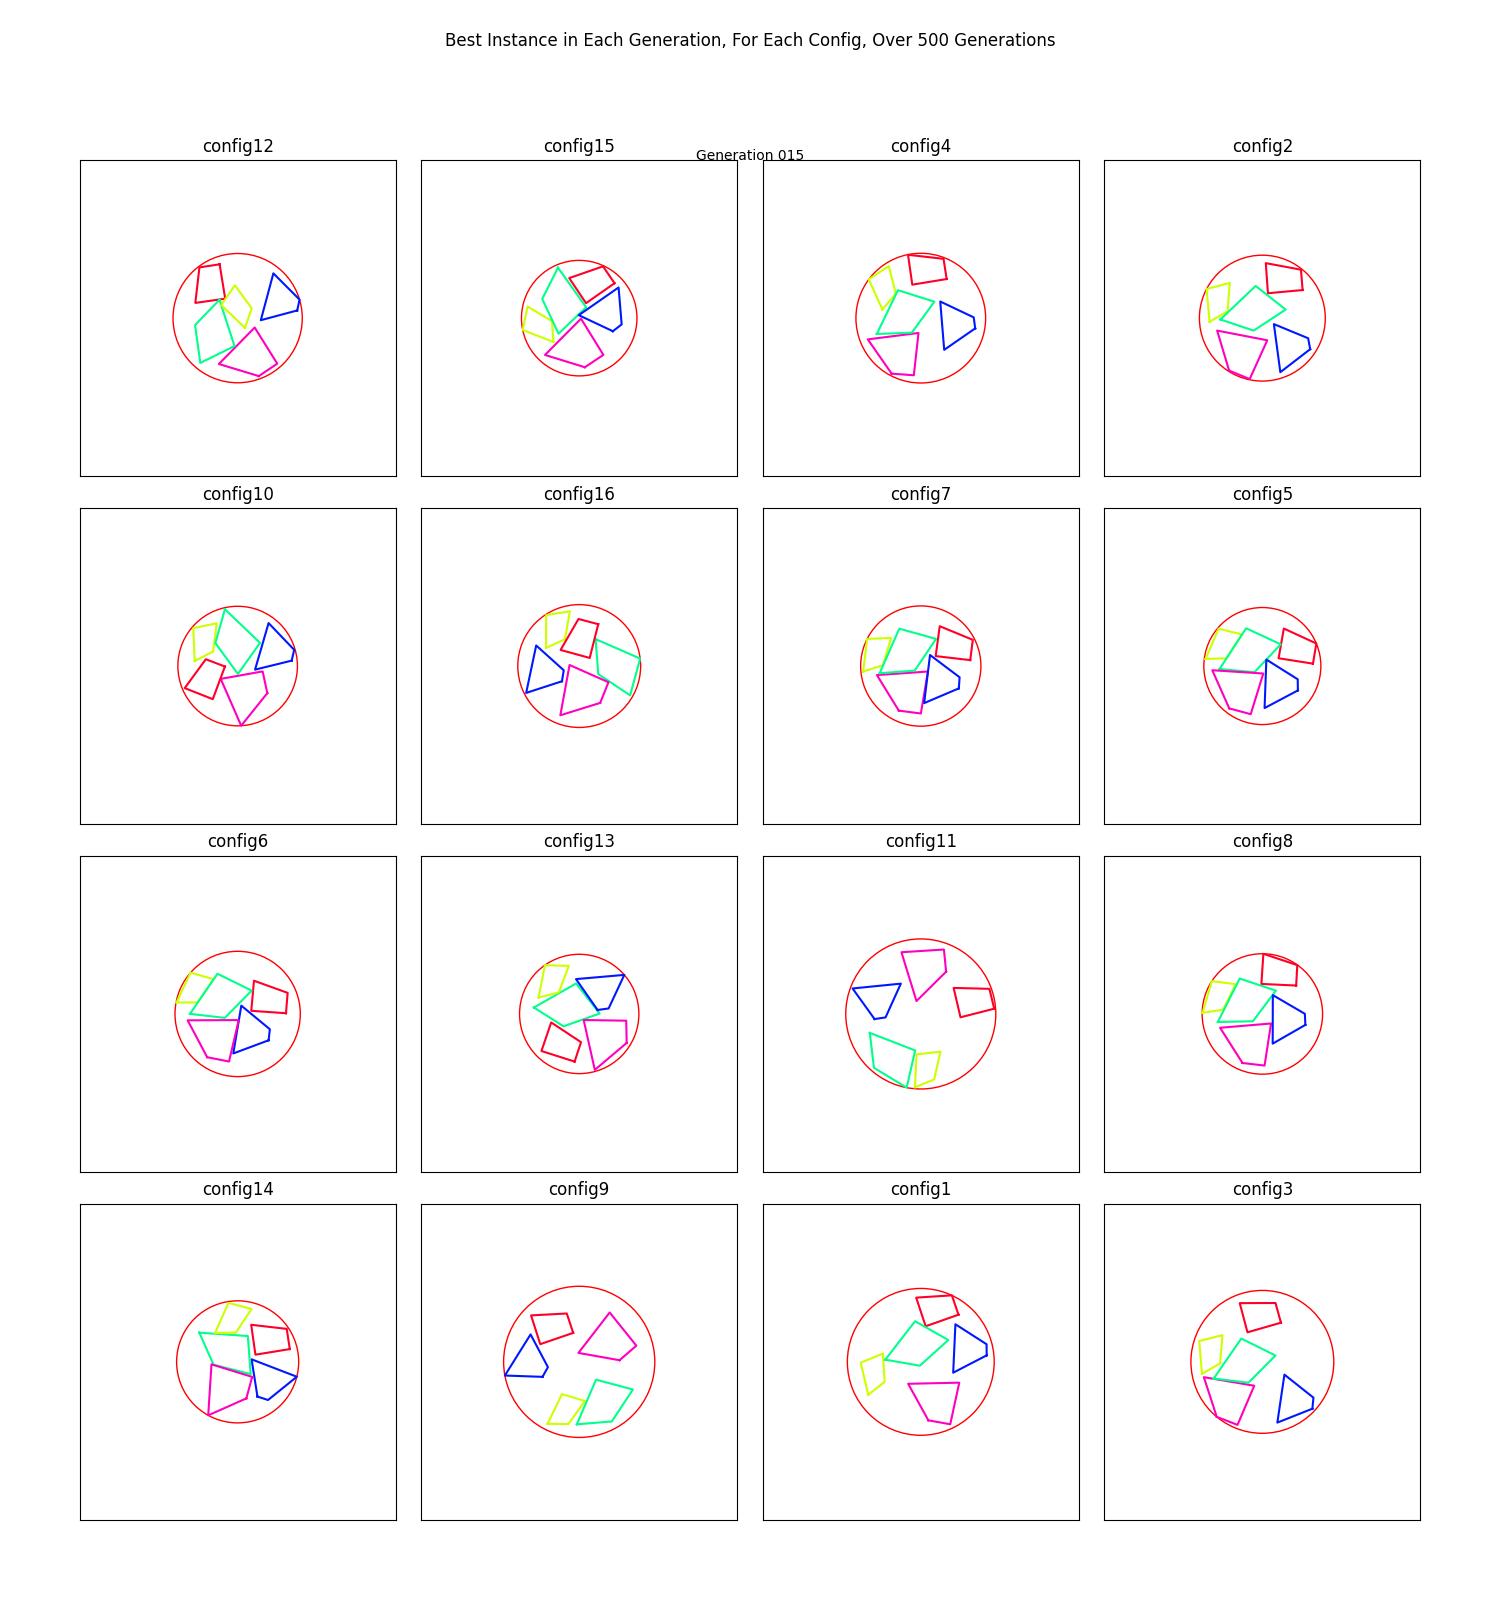 Best Instance in Each Generation, For Each Config, Over 500 Generations
config12
config15
config4
config2
Generation 015
config10
config16
config7
config5
config6
config13
config11
config8
config14
config9
config1
config3